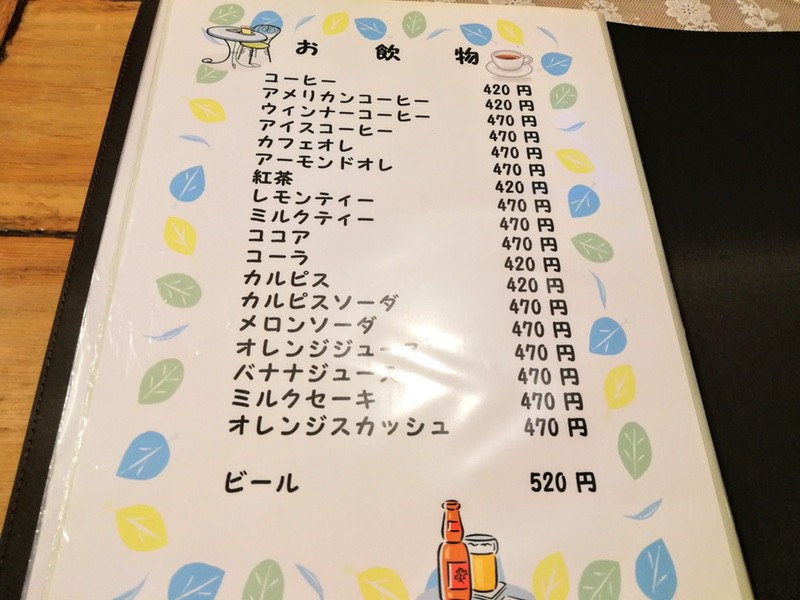 お飲物
コーヒー 420円
アメリカンコーヒー 420円
ウィンナーコーヒー 470円
アイスコーヒー 470円
カフェオレ 470円
アーモンドオレ 470円
紅茶 420円
レモンティー 470円
ミルクティー 470円
ココア 470円
コーラ 420円
カルピス 420円
カルピスソーダ 470円
メロンソーダ 470円
オレンジジュース 470円
バナナジュース 470円
ミルクセーキ 470円
オレンジスカッシュ 470円
ビール 520円